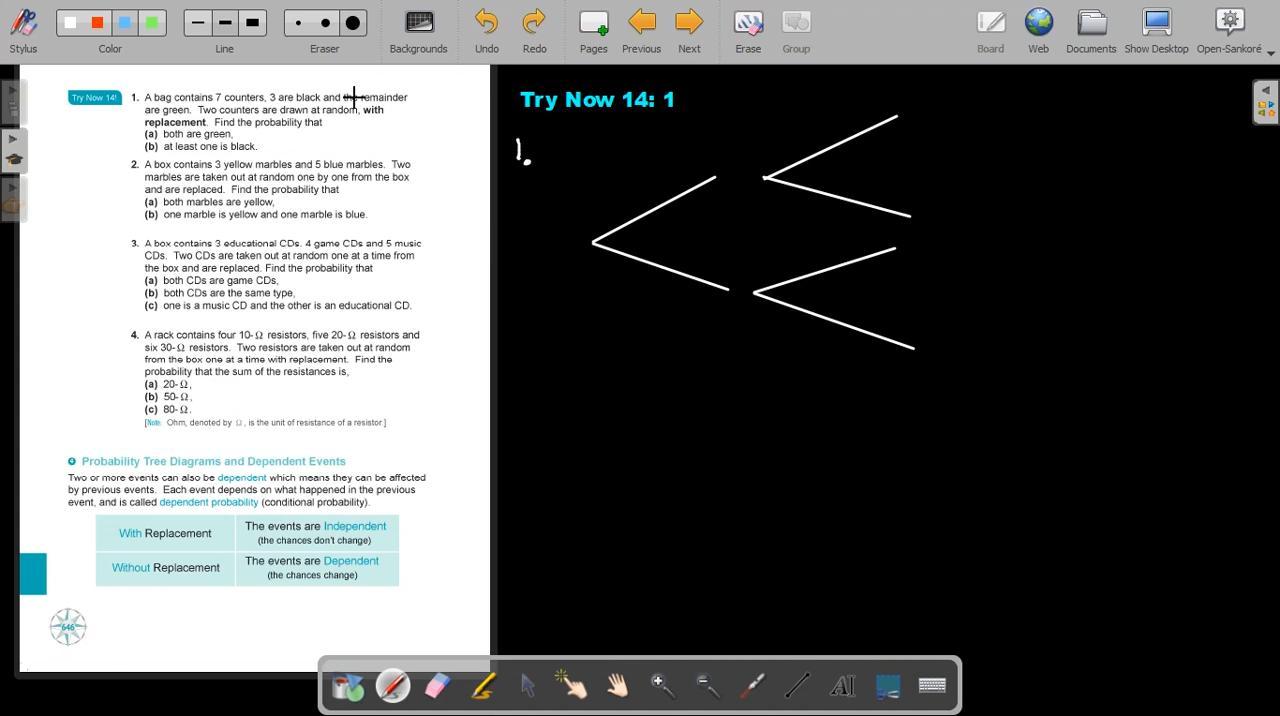 Stylus Color Line Eraser Backgrounds Undo Redo Pages Previous Next Erase Group Board Web Documents Show Desktop Open-Sankoré
Try Now 14!
1. A bag contains 7 counters, 3 are black and the remainder
are green. Two counters are drawn at random, with
replacement. Find the probability that
(a) both are green,
(b) at least one is black.
2. A box contains 3 yellow marbles and 5 blue marbles. Two
marbles are taken out at random one by one from the box
and are replaced. Find the probability that
(a) both marbles are yellow,
(b) one marble is yellow and one marble is blue.
3. A box contains 3 educational CDs. 4 game CDs and 5 music
CDs. Two CDs are taken out at random one at a time from
the box and are replaced. Find the probability that
(a) both CDs are game CDs,
(b) both CDs are the same type,
(c) one is a music CD and the other is an educational CD.
4. A rack contains four 10-Ω resistors, five 20-Ω resistors and
six 30-Ω resistors. Two resistors are taken out at random
from the box one at a time with replacement. Find the
probability that the sum of the resistances is,
(a) 20-Ω,
(b) 50-Ω,
(c) 80-Ω.
[Note: Ohm, denoted by Ω, is the unit of resistance of a resistor.]
Probability Tree Diagrams and Dependent Events
Two or more events can also be dependent which means they can be affected
by previous events. Each event depends on what happened in the previous
event, and is called dependent probability (conditional probability).
With Replacement
The events are Independent
(the chances don't change)
Without Replacement
The events are Dependent
(the chances change)
646
Try Now 14: 1
1.
AI